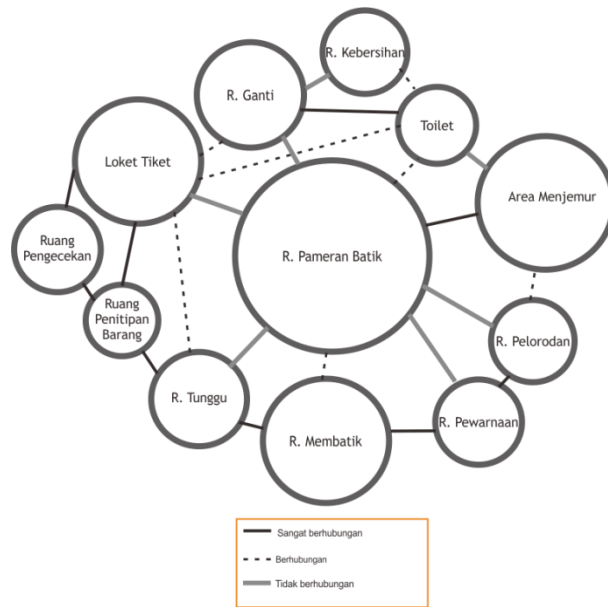 R. Kebersihan
R. Ganti
Toilet
Loket Tiket
Area Menjemur
Ruang
Pengecekan
R. Pameran Batik
Ruang
Penitipan
Barang
R. Pelorodan
R. Tunggu
R. Pewarnaan
R. Membatik
Sangat berhubungan
Berhubungan
Tidak berhubungan